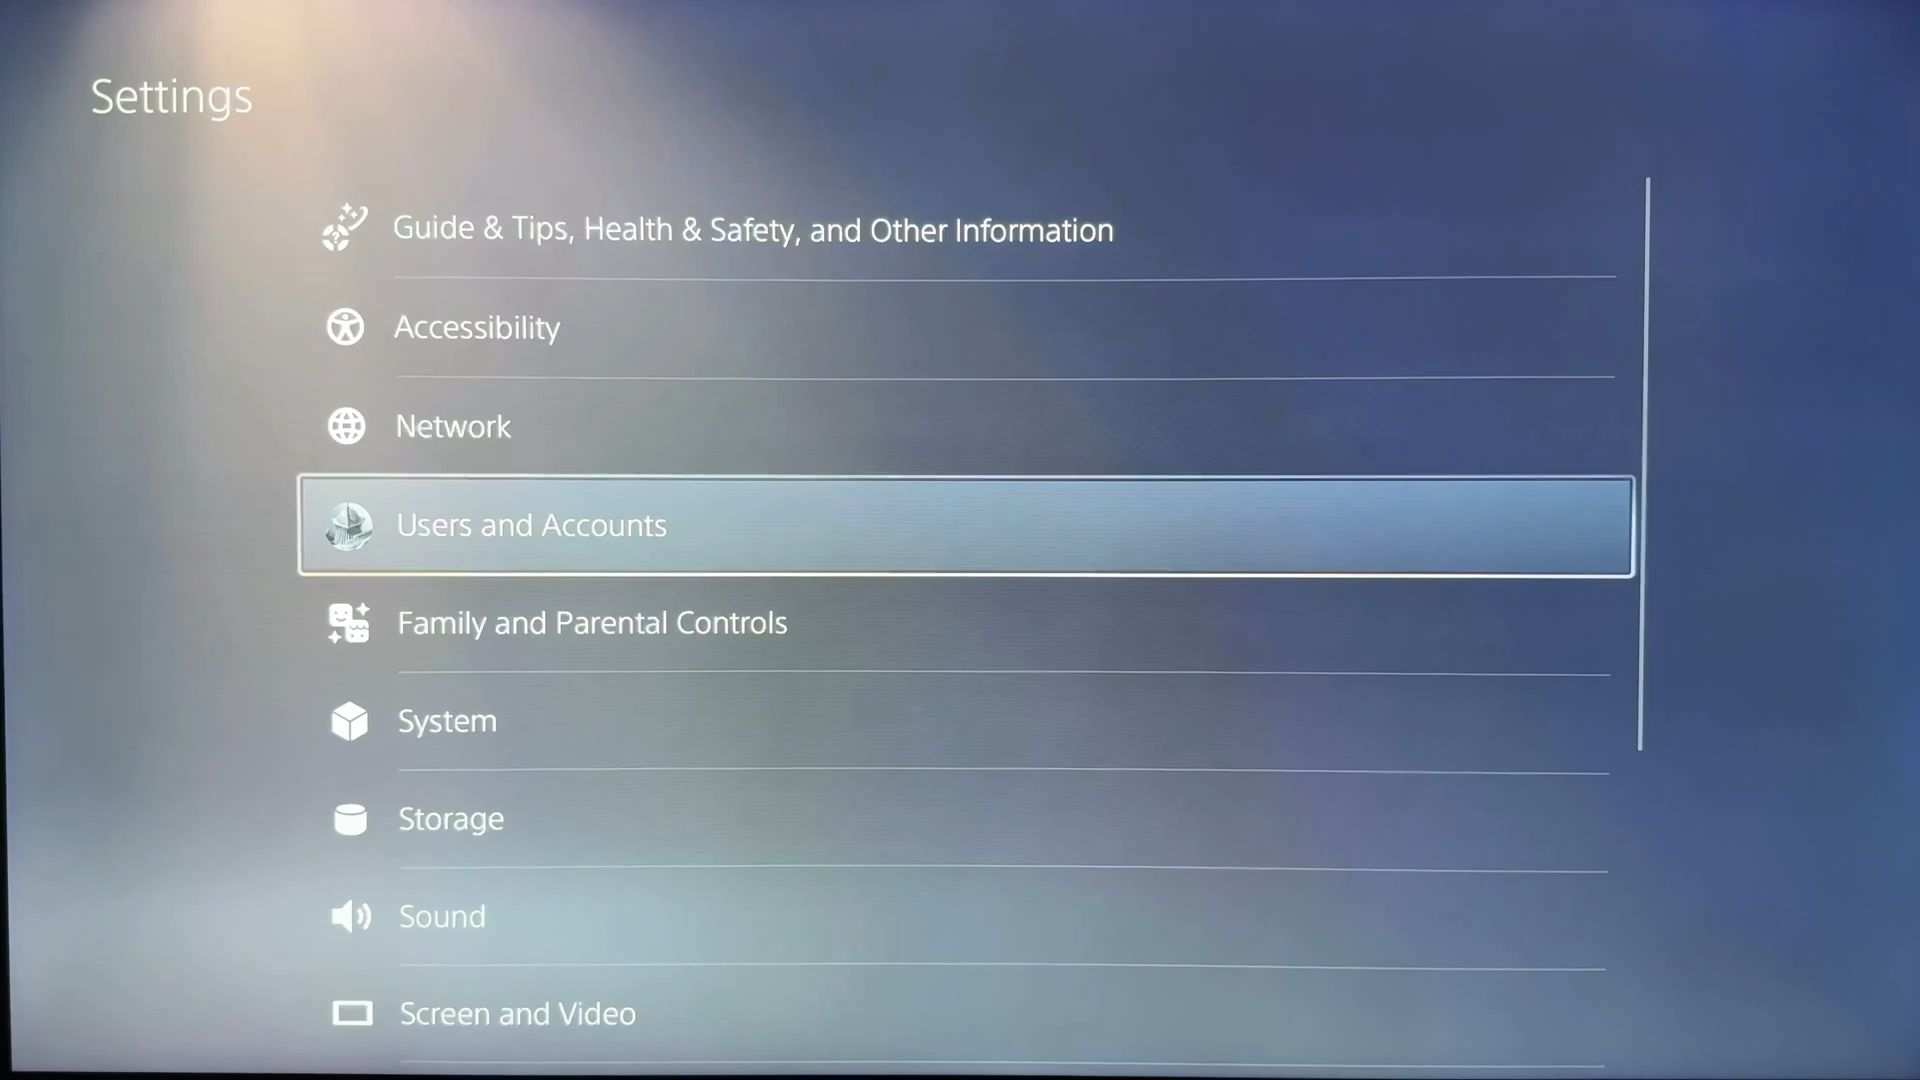 Settings
Guide & Tips, Health & Safety, and Other Information
Accessibility
Network
Users and Accounts
Family and Parental Controls
System
Storage
Sound
Screen and Video